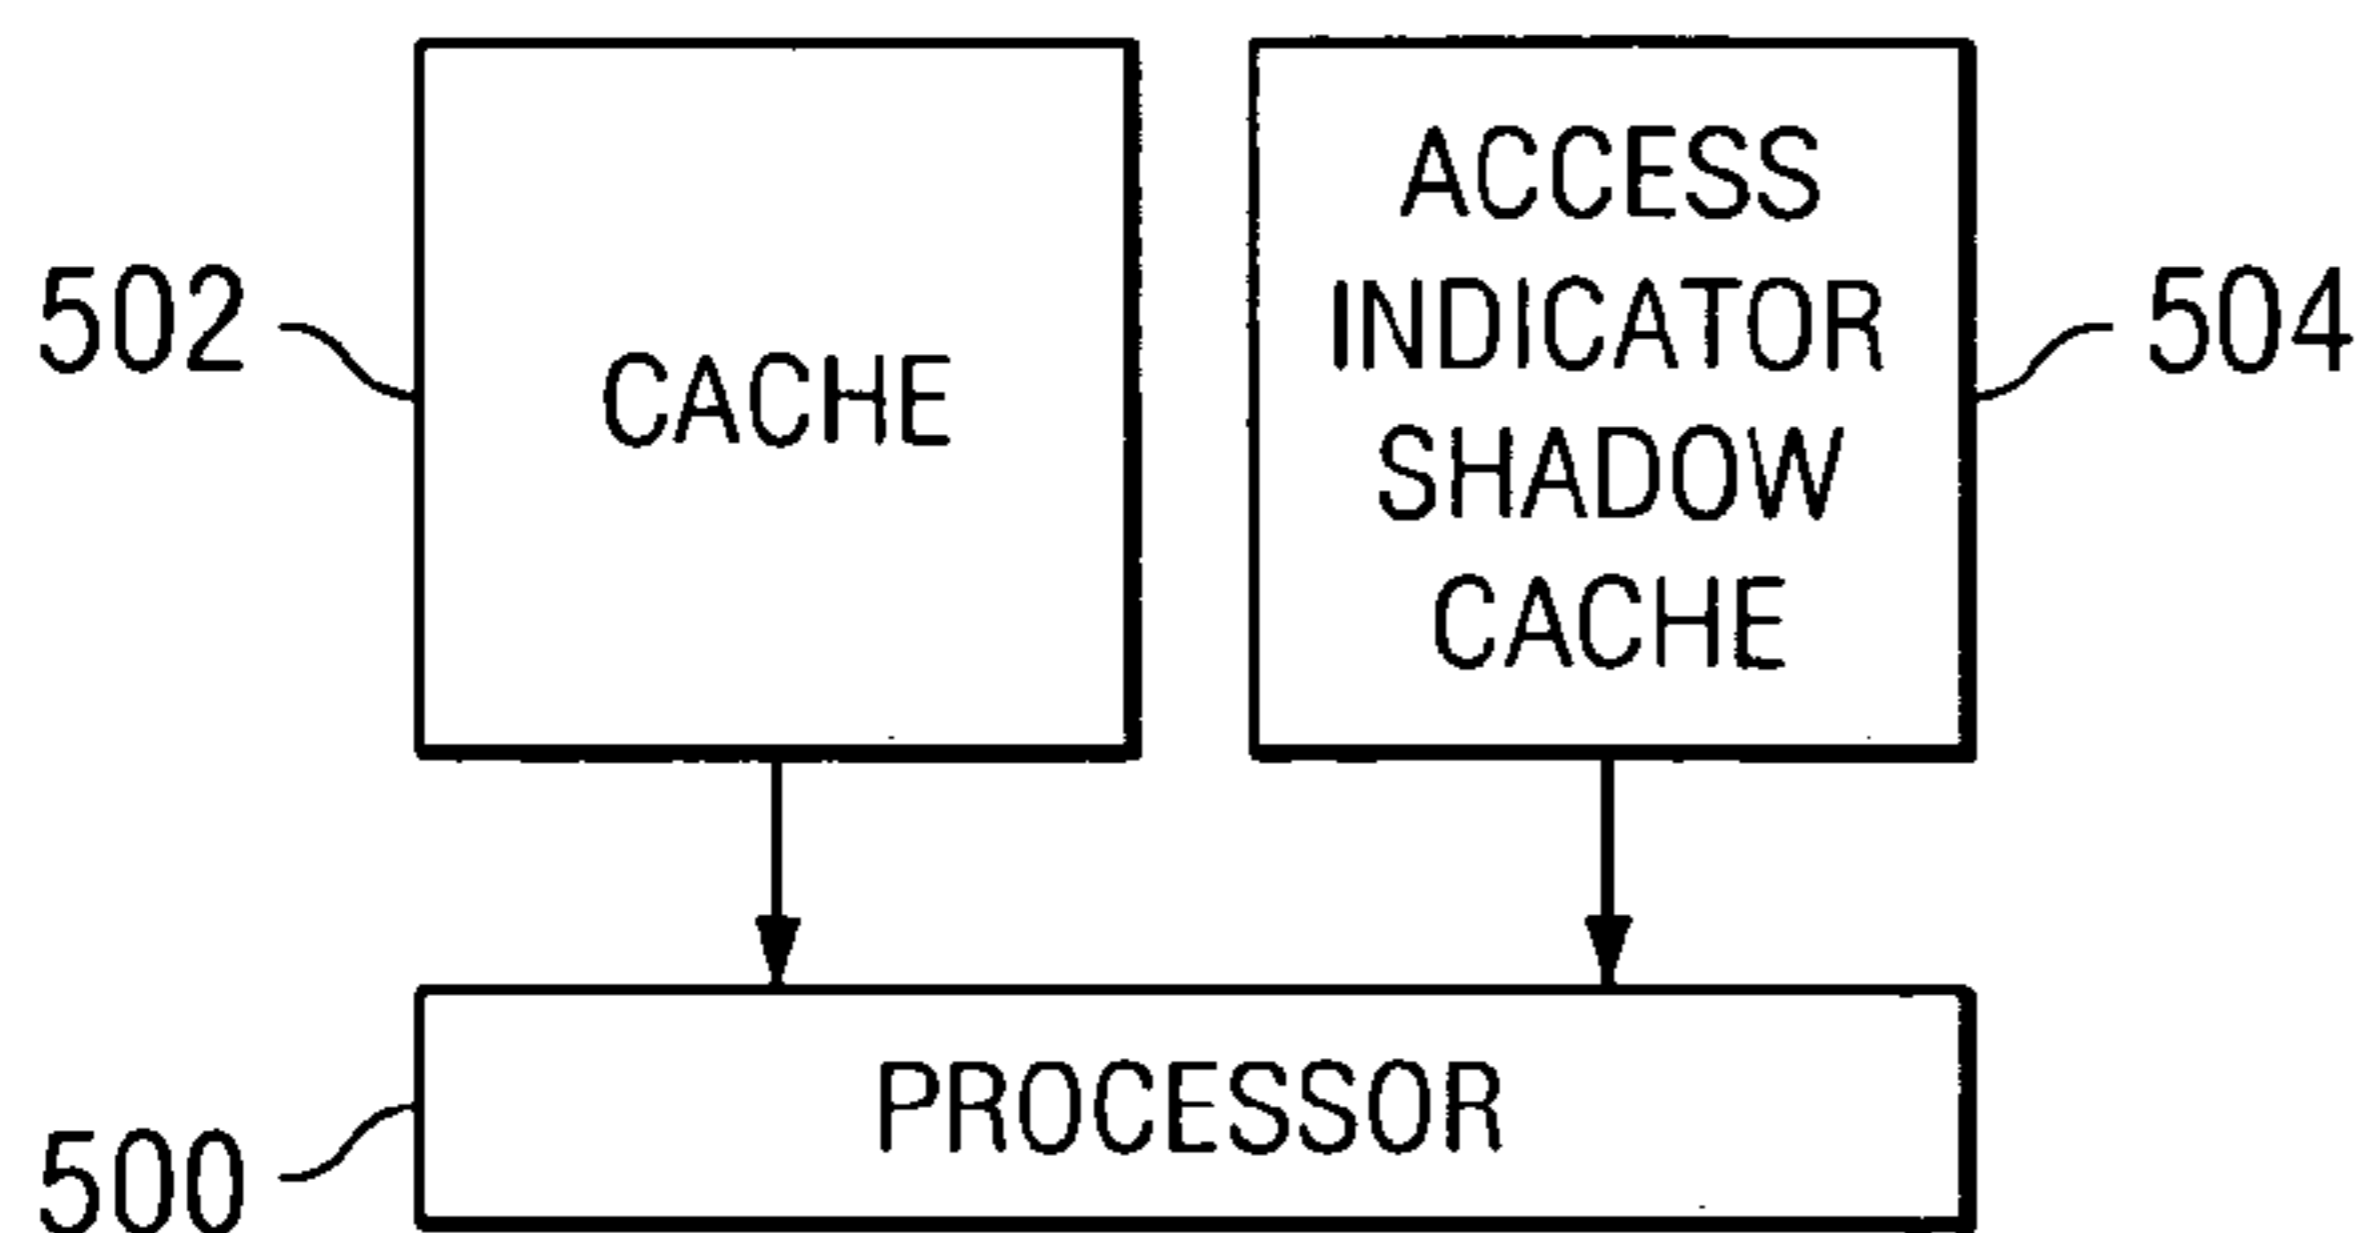 502
CACHE
ACCESS
INDICATOR
SHADOW
CACHE
504
500
PROCESSOR